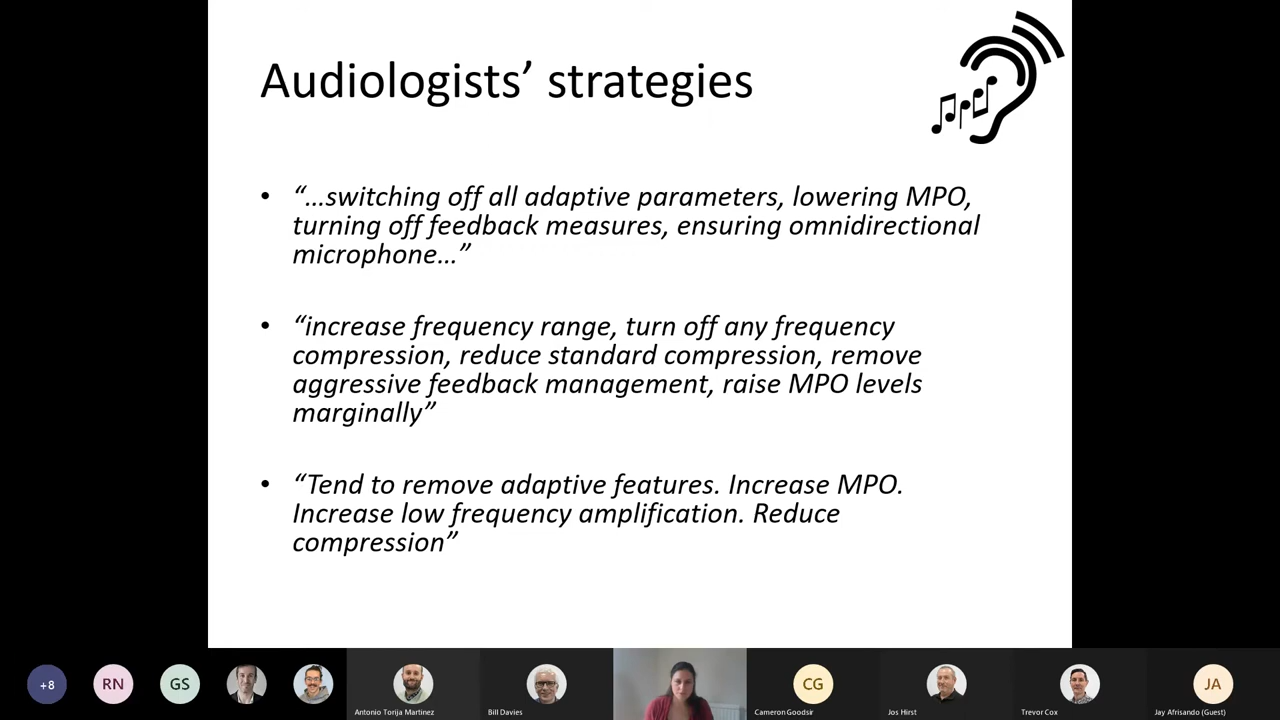 Audiologists’ strategies
• “…switching off all adaptive parameters, lowering MPO,
turning off feedback measures, ensuring omnidirectional
microphone…”
• “increase frequency range, turn off any frequency
compression, reduce standard compression, remove
aggressive feedback management, raise MPO levels
marginally”
• “Tend to remove adaptive features. Increase MPO.
Increase low frequency amplification. Reduce
compression”
+8
RN
GS
Antonio Torija Martinez
Bill Davies
CG
Cameron Goodsir
Jos Hirst
Trevor Cox
JA
Jay Afrisando (Guest)